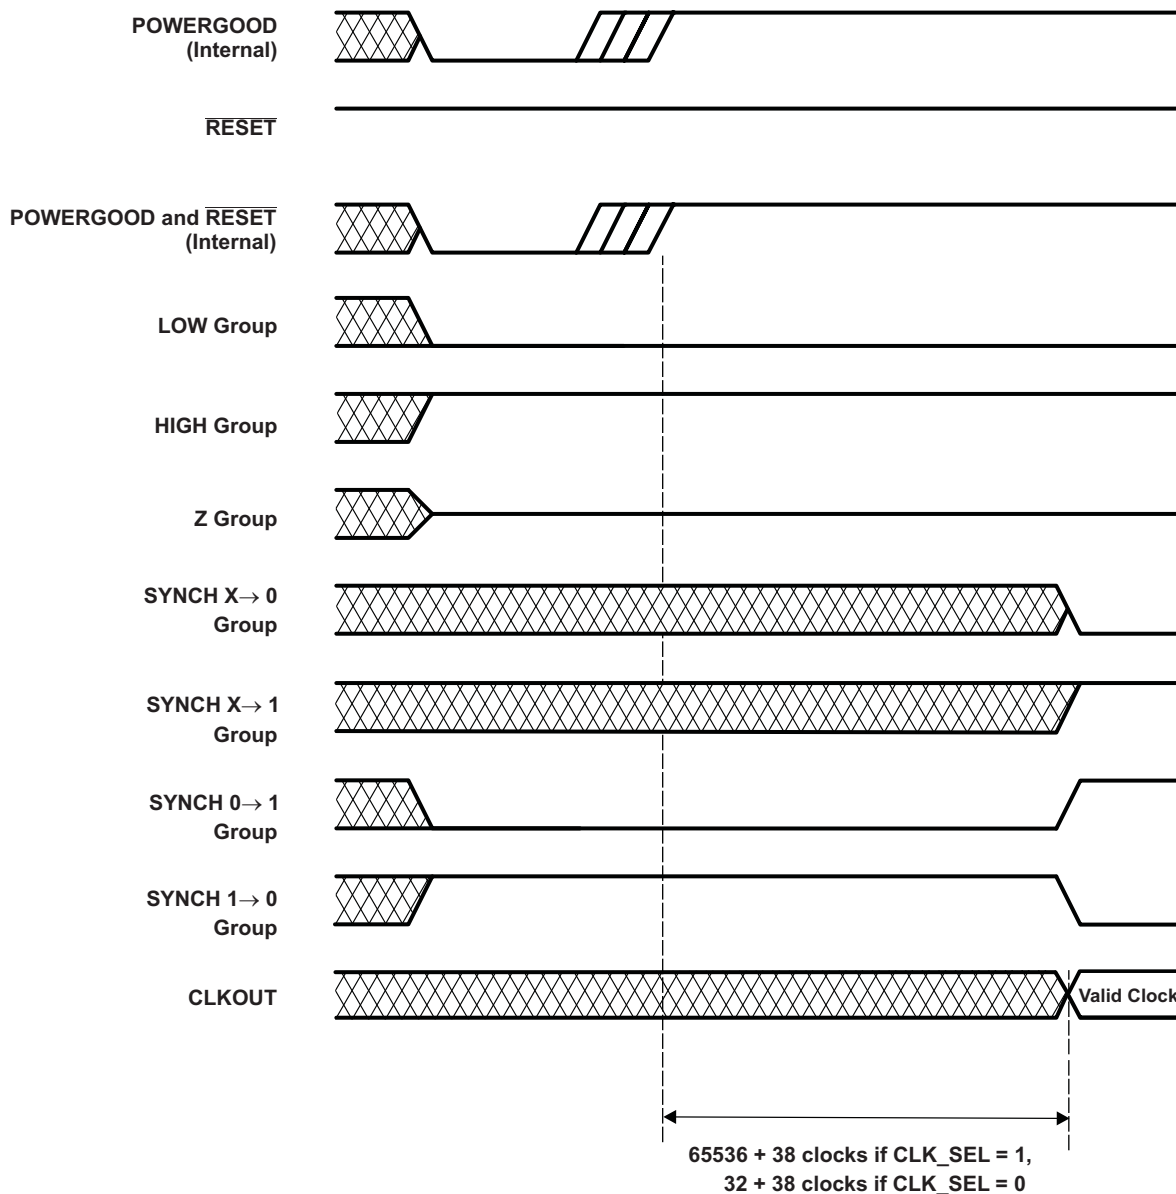 POWERGOOD
(Internal)
RESET
POWERGOOD and RESET
(Internal)
LOW Group
HIGH Group
Z Group
SYNCH X→ 0
Group
SYNCH X→ 1
Group
SYNCH 0→ 1
Group
SYNCH 1→ 0
Group
CLKOUT
Valid Clock
65536 + 38 clocks if CLK_SEL = 1,
32 + 38 clocks if CLK_SEL = 0